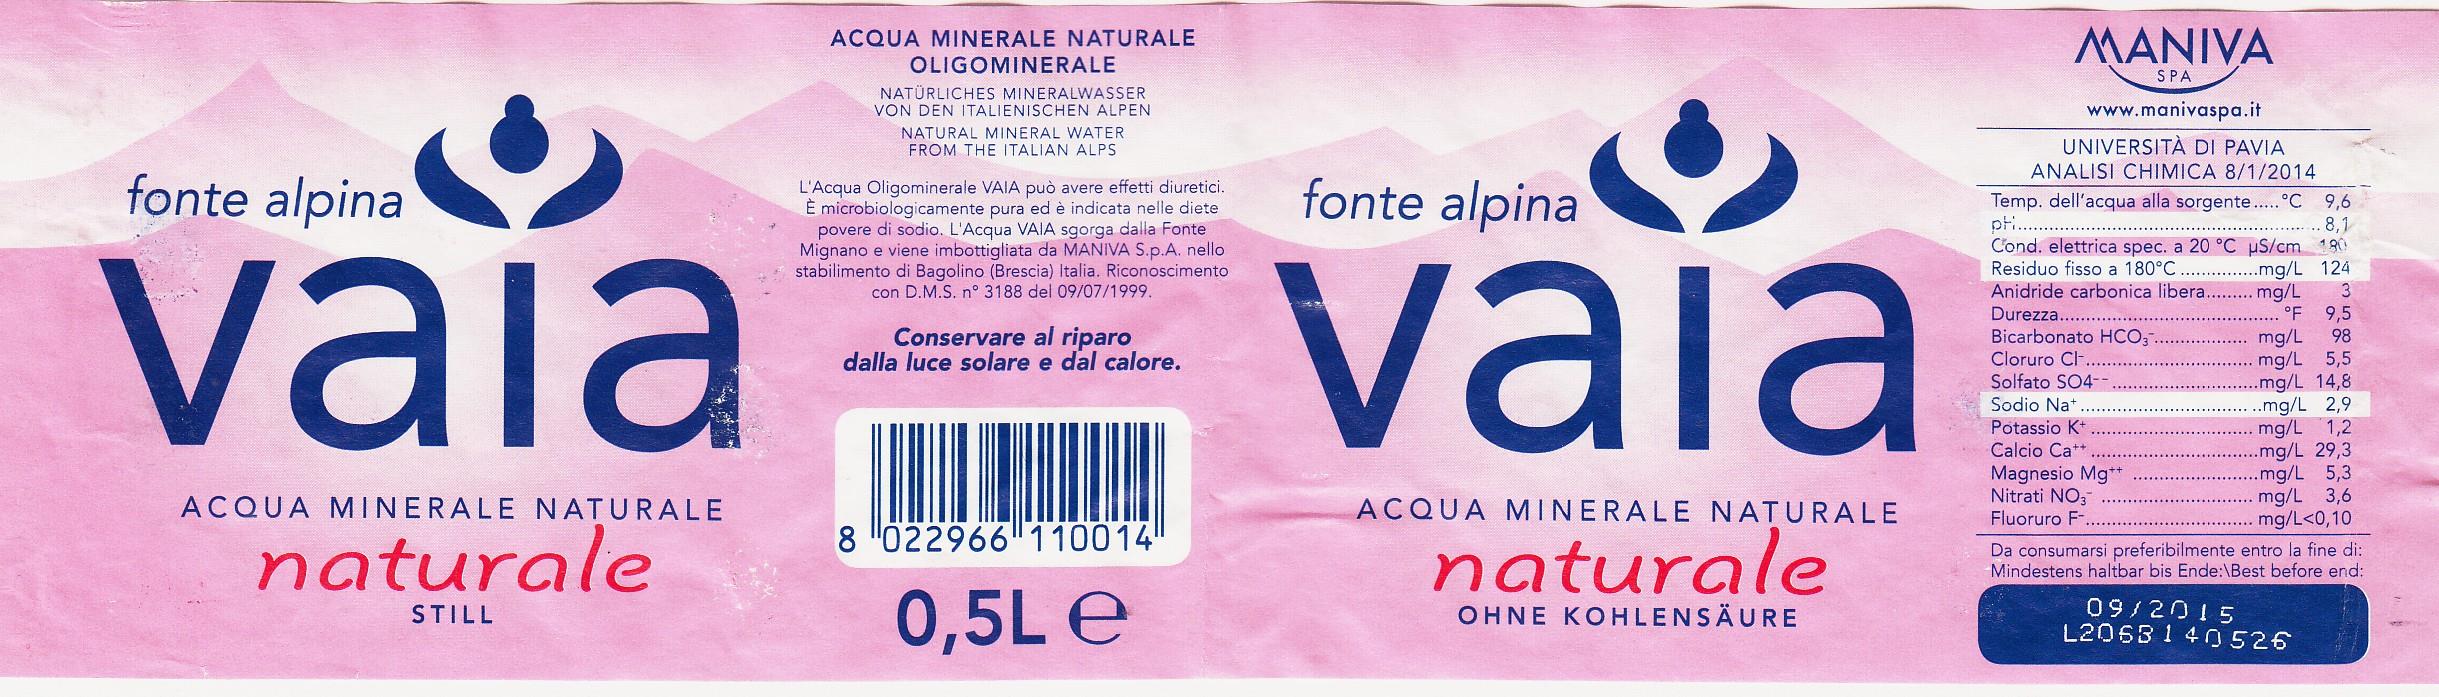 fonte alpina
vaia
ACQUA MINERALE NATURALE
naturale
STILL
ACQUA MINERALE NATURALE
OLIGOMINERALE
NATÜRLICHES MINERALWASSER
VON DEN ITALIENISCHEN ALPEN
NATURAL MINERAL WATER
FROM THE ITALIAN ALPS
L'Acqua Oligominerale VAIA può avere effetti diuretici.
È microbiologicamente pura ed è indicata nelle diete
povere di sodio. L'Acqua VAIA sgorga dalla Fonte
Mignano e viene imbottigliata da MANIVA S.p.A. nello
stabilimento di Bagolino (Brescia) Italia. Riconoscimento
con D.M.S. n° 3188 del 09/07/1999.
Conservare al riparo
dalla luce solare e dal calore.
8 022966 110014
0,5L e
fonte alpina
vaia
ACQUA MINERALE NATURALE
naturale
OHNE KOHLENSÄURE
MANIVA
SPA
www.manivaspa.it
UNIVERSITÀ DI PAVIA
ANALISI CHIMICA 8/1/2014
Temp. dell'acqua alla sorgente.....°C 9,6
pH.................................................. 8,1
Cond. elettrica spec. a 20 °C µS/cm 180
Residuo fisso a 180°C .............mg/L 124
Anidride carbonica libera......... mg/L 3
Durezza....................................... °F 9,5
Bicarbonato HCO₃⁻................. mg/L 98
Cloruro Cl⁻............................. mg/L 5,5
Solfato SO4⁻⁻.........................mg/L 14,8
Sodio Na⁺...............................mg/L 2,9
Potassio K⁺ ............................ mg/L 1,2
Calcio Ca⁺⁺ ............................mg/L 29,3
Magnesio Mg⁺⁺ .....................mg/L 5,3
Nitrati NO₃⁻ .......................... mg/L 3,6
Fluoruro F⁻............................. mg/L<0,10
Da consumarsi preferibilmente entro la fine di:
Mindestens haltbar bis Ende:\Best before end:
09/2015
L206B140526